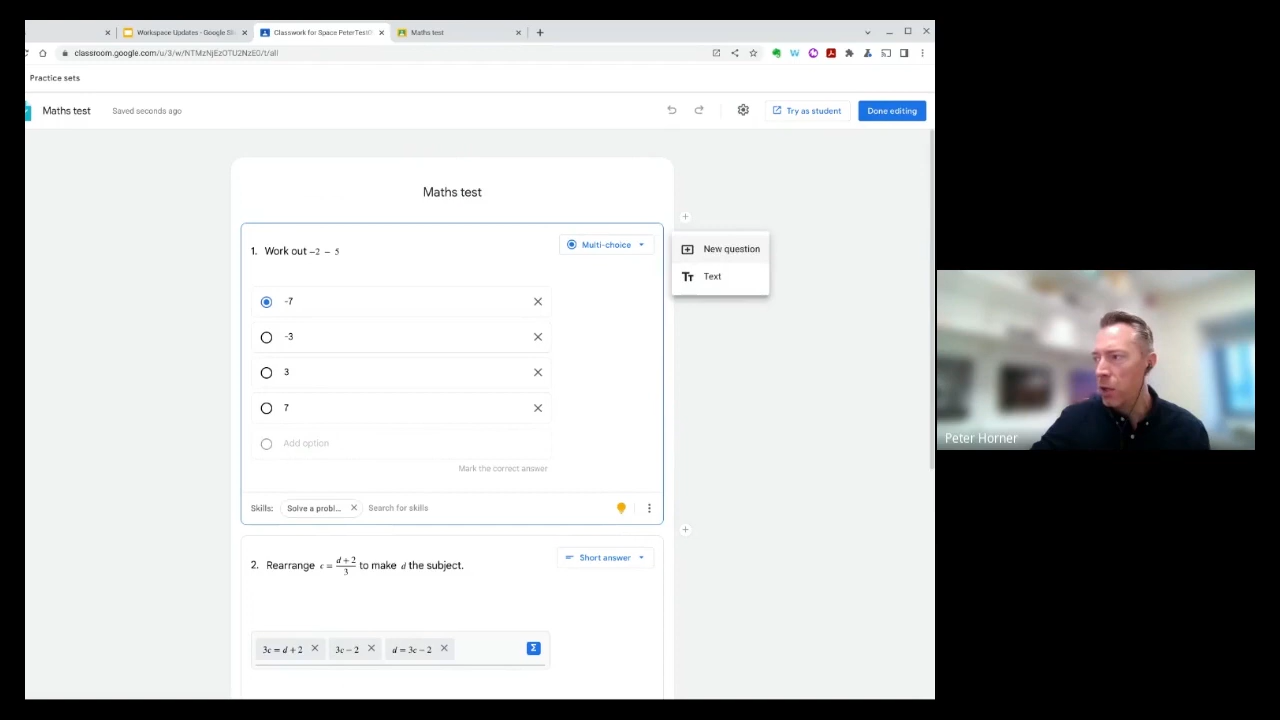 Workspace Updates - Google Sli
Classwork for Space PeterTest
Maths test
classroom.google.com/u/3/w/NTMzNjEzOTU2NzE0/t/all
Practice sets
Maths test
Saved seconds ago
Try as student
Done editing
Maths test
1. Work out −2 − 5
Multi-choice
New question
Text
-7
-3
3
7
Add option
Mark the correct answer
Skills:
Solve a probl...
Search for skills
2. Rearrange c = (d + 2)/3 to make d the subject.
Short answer
3c = d + 2
3c − 2
d = 3c − 2
Peter Horner